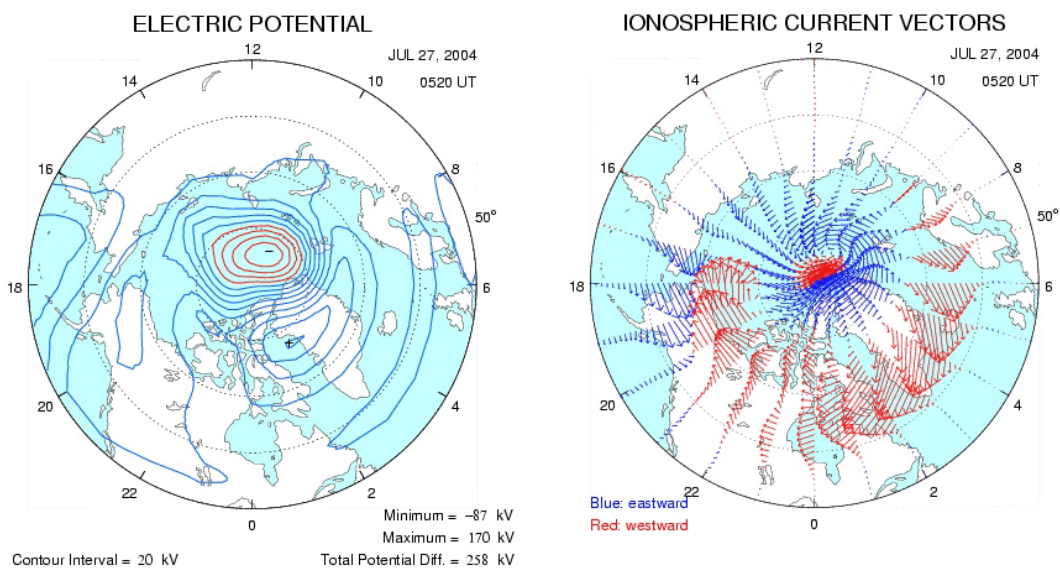 ELECTRIC POTENTIAL
12
JUL 27, 2004
0520 UT
14
10
16
8
50°
18
6
20
4
22
2
0
-
+
Minimum = -87 kV
Maximum = 170 kV
Contour Interval = 20 kV
Total Potential Diff. = 258 kV
IONOSPHERIC CURRENT VECTORS
12
JUL 27, 2004
0520 UT
14
10
16
8
50°
18
6
20
4
22
2
0
Blue: eastward
Red: westward